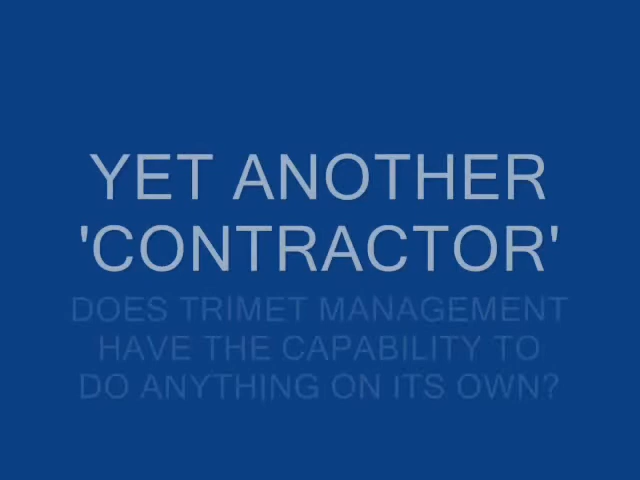 YET ANOTHER
'CONTRACTOR'
DOES TRIMET MANAGEMENT
HAVE THE CAPABILITY TO
DO ANYTHING ON ITS OWN?